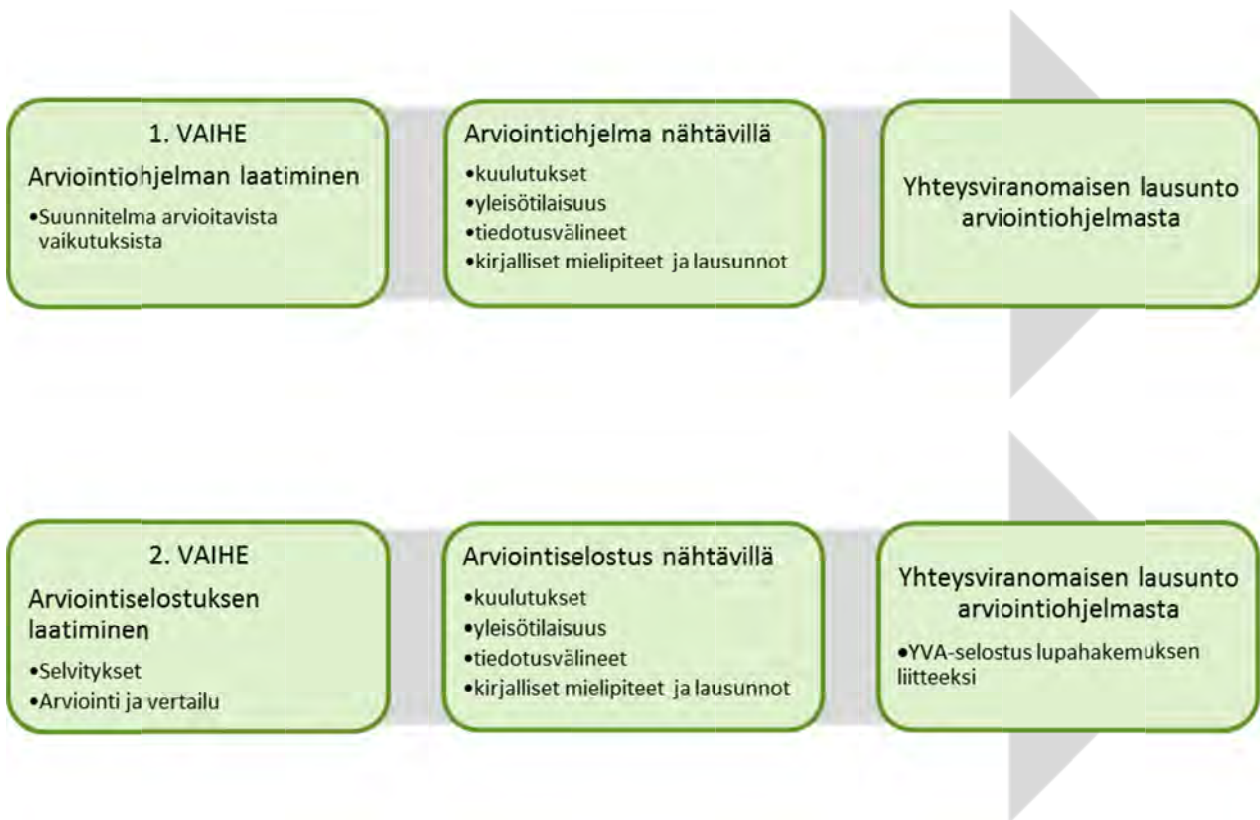 1. VAIHE
Arviointiohjelman laatiminen
•Suunnitelma arvioitavista
vaikutuksista
Arviointiohjelma nähtävillä
•kuulutukset
•yleisötilaisuus
•tiedotusvälineet
•kirjalliset mielipiteet ja lausunnot
Yhteysviranomaisen lausunto
arviointiohjelmasta
2. VAIHE
Arviointiselostuksen
laatiminen
•Selvitykset
•Arviointi ja vertailu
Arviointiselostus nähtävillä
•kuulutukset
•yleisötilaisuus
•tiedotusvälineet
•kirjalliset mielipiteet ja lausunnot
Yhteysviranomaisen lausunto
arviointiohjelmasta
•YVA-selostus lupahakemuksen
liitteeksi